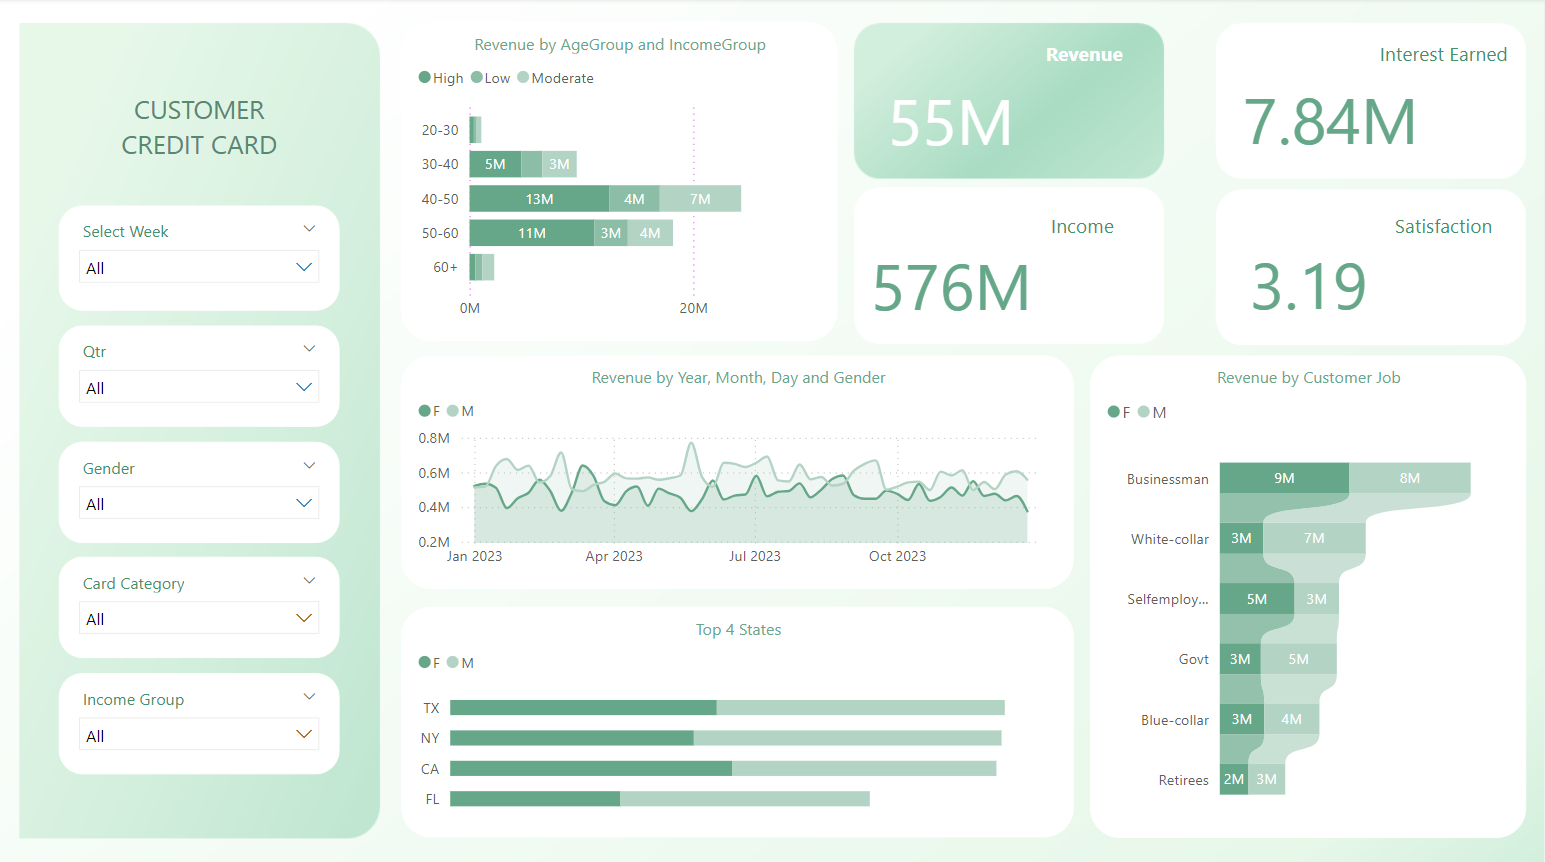 CUSTOMER
CREDIT CARD
Select Week
All
Qtr
All
Gender
All
Card Category
All
Income Group
All
Revenue by AgeGroup and IncomeGroup
High Low Moderate
20-30
30-40 5M 3M
40-50 13M 4M 7M
50-60 11M 3M 4M
60+
0M 20M
Revenue
55M
Interest Earned
7.84M
Income
576M
Satisfaction
3.19
Revenue by Year, Month, Day and Gender
F M
0.8M
0.6M
0.4M
0.2M
Jan 2023 Apr 2023 Jul 2023 Oct 2023
Top 4 States
F M
TX
NY
CA
FL
Revenue by Customer Job
F M
Businessman 9M 8M
White-collar 3M 7M
Selfemploy... 5M 3M
Govt 3M 5M
Blue-collar 3M 4M
Retirees 2M 3M